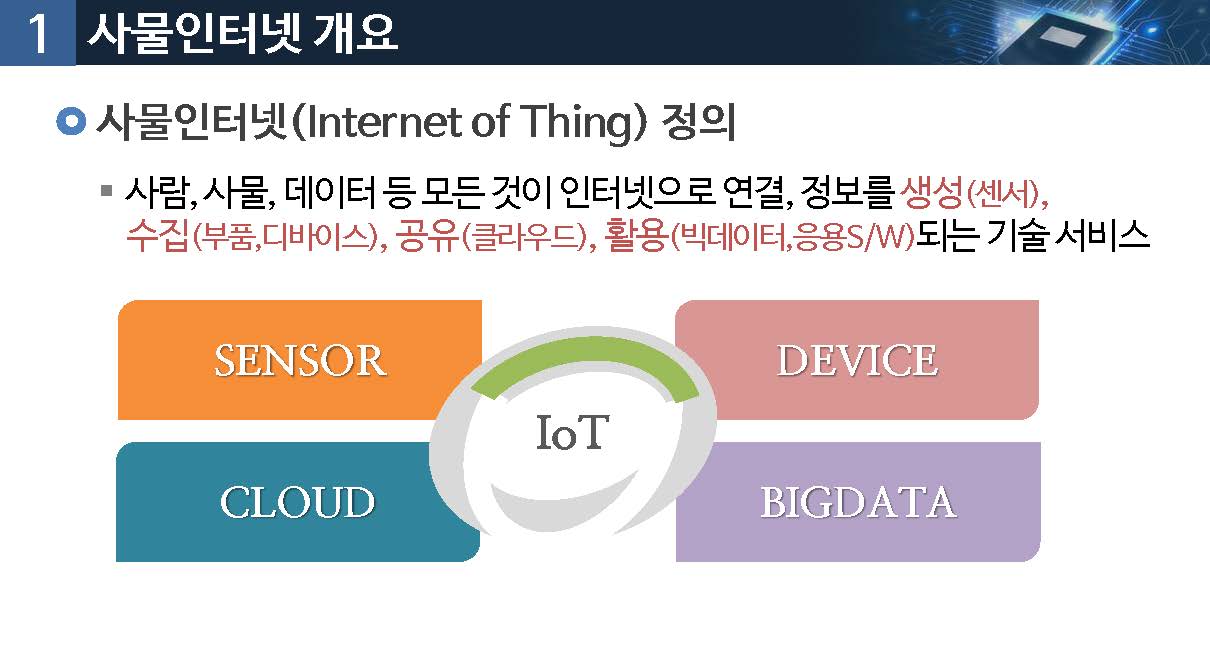 1 사물인터넷 개요
사물인터넷(Internet of Thing) 정의
사람, 사물, 데이터 등 모든 것이 인터넷으로 연결, 정보를 생성(센서),
수집(부품,디바이스), 공유(클라우드), 활용(빅데이터,응용S/W)되는 기술 서비스
SENSOR
DEVICE
IoT
CLOUD
BIGDATA